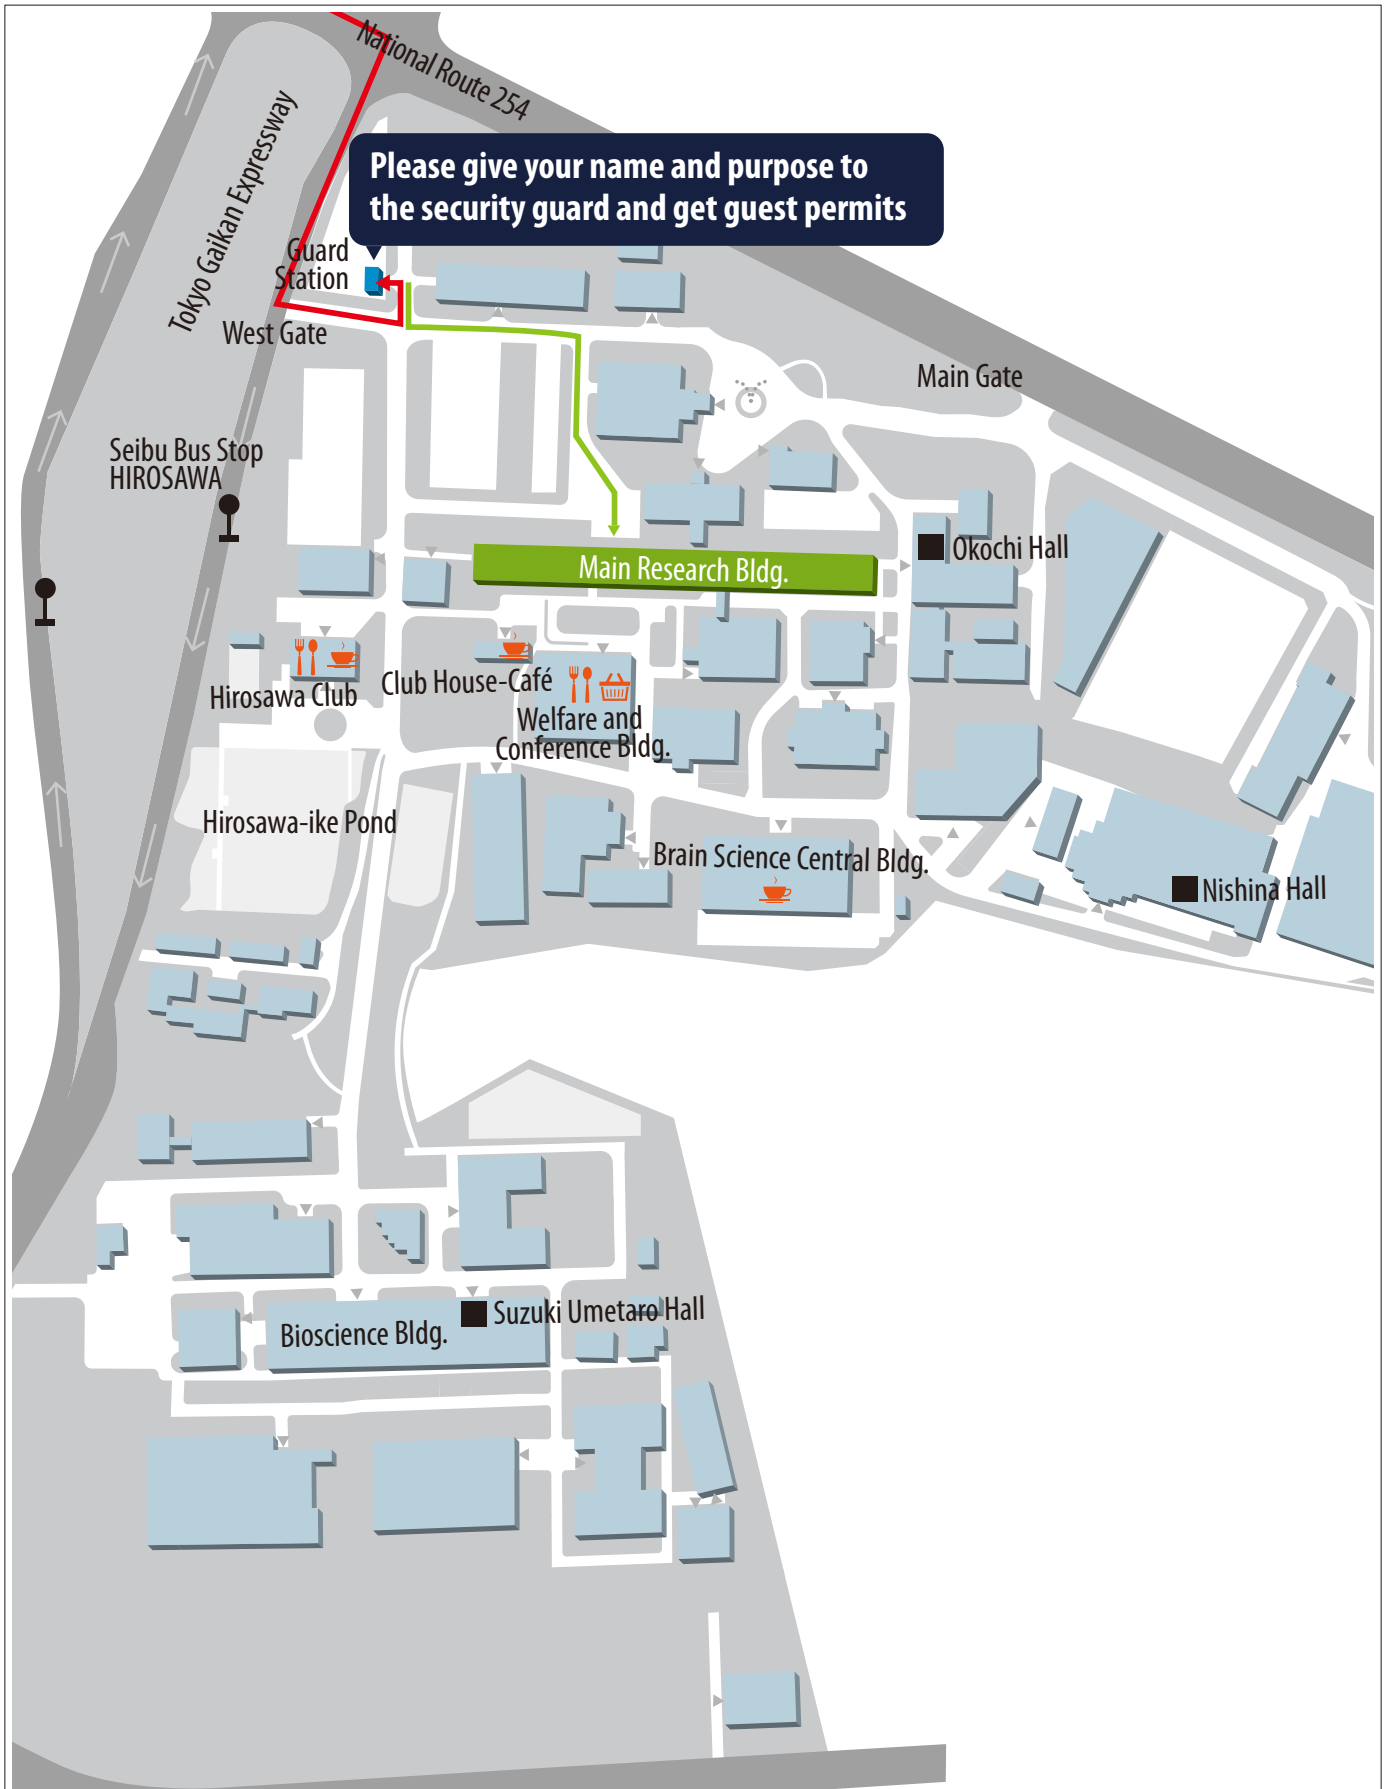 National Route 254
Tokyo Gaikan Expressway
Please give your name and purpose to
the security guard and get guest permits
Guard
Station
West Gate
Main Gate
Seibu Bus Stop
HIROSAWA
Okochi Hall
Main Research Bldg.
Hirosawa Club
Club House-Café
Welfare and
Conference Bldg.
Hirosawa-ike Pond
Brain Science Central Bldg.
Nishina Hall
Suzuki Umetaro Hall
Bioscience Bldg.